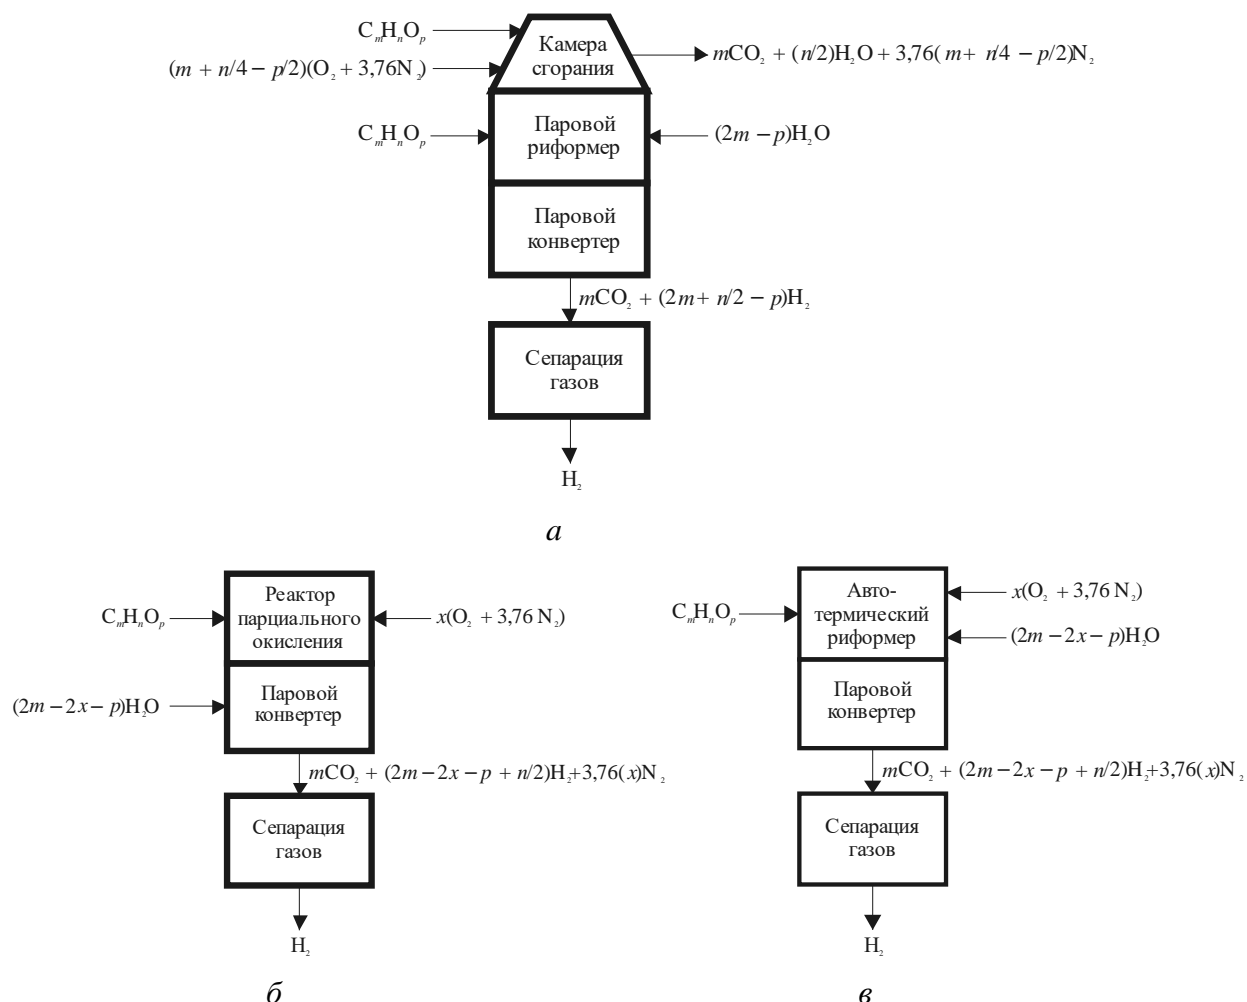 CₘHₙOₚ
Камера
сгорания
(m + n/4 − p/2)(O₂ + 3,76N₂)
mCO₂ + (n/2)H₂O + 3,76(m + n/4 − p/2)N₂
CₘHₙOₚ
Паровой
риформер
(2m − p)H₂O
Паровой
конвертер
mCO₂ + (2m + n/2 − p)H₂
Сепарация
газов
H₂
а
CₘHₙOₚ
Реактор
парциального
окисления
x(O₂ + 3,76 N₂)
(2m − 2x − p)H₂O
Паровой
конвертер
mCO₂ + (2m − 2x − p + n/2)H₂+3,76(x)N₂
Сепарация
газов
H₂
б
CₘHₙOₚ
Авто-
термический
риформер
x(O₂ + 3,76 N₂)
(2m − 2x − p)H₂O
Паровой
конвертер
mCO₂ + (2m − 2x − p + n/2)H₂+3,76(x)N₂
Сепарация
газов
H₂
в